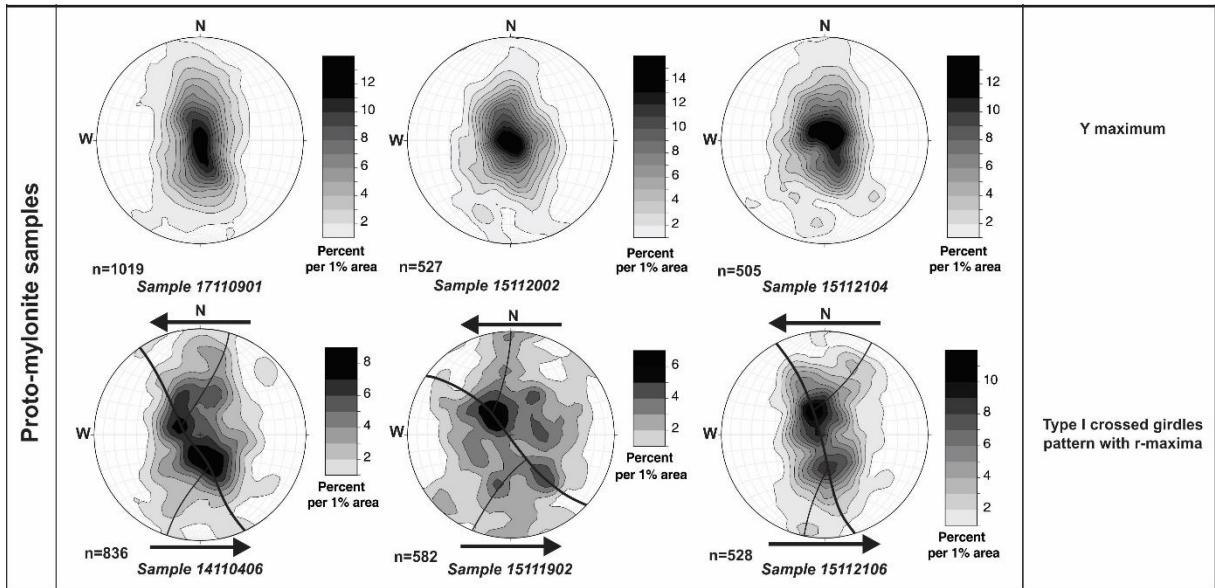 Proto-mylonite samples
N
W
12
10
8
6
4
2
Percent
per 1% area
n=1019
Sample 17110901
N
W
14
12
10
8
6
4
2
Percent
per 1% area
n=527
Sample 15112002
N
W
12
10
8
6
4
2
Percent
per 1% area
n=505
Sample 15112104
Y maximum
N
W
8
6
4
2
Percent
per 1% area
n=836
Sample 14110406
N
W
6
4
2
Percent
per 1% area
n=582
Sample 15111902
N
W
10
8
6
4
2
Percent
per 1% area
n=528
Sample 15112106
Type I crossed girdles
pattern with r-maxima